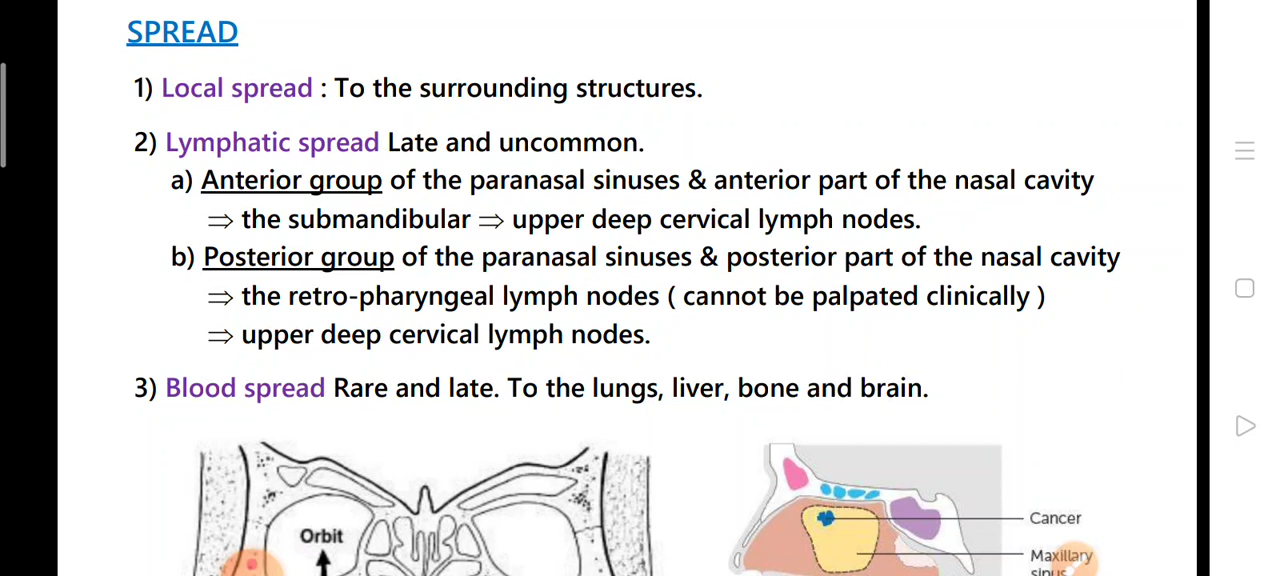 SPREAD
1) Local spread : To the surrounding structures.
2) Lymphatic spread Late and uncommon.
a) Anterior group of the paranasal sinuses & anterior part of the nasal cavity
⇒ the submandibular ⇒ upper deep cervical lymph nodes.
b) Posterior group of the paranasal sinuses & posterior part of the nasal cavity
⇒ the retro-pharyngeal lymph nodes ( cannot be palpated clinically )
⇒ upper deep cervical lymph nodes.
3) Blood spread Rare and late. To the lungs, liver, bone and brain.
Orbit
Cancer
Maxillary
sinus